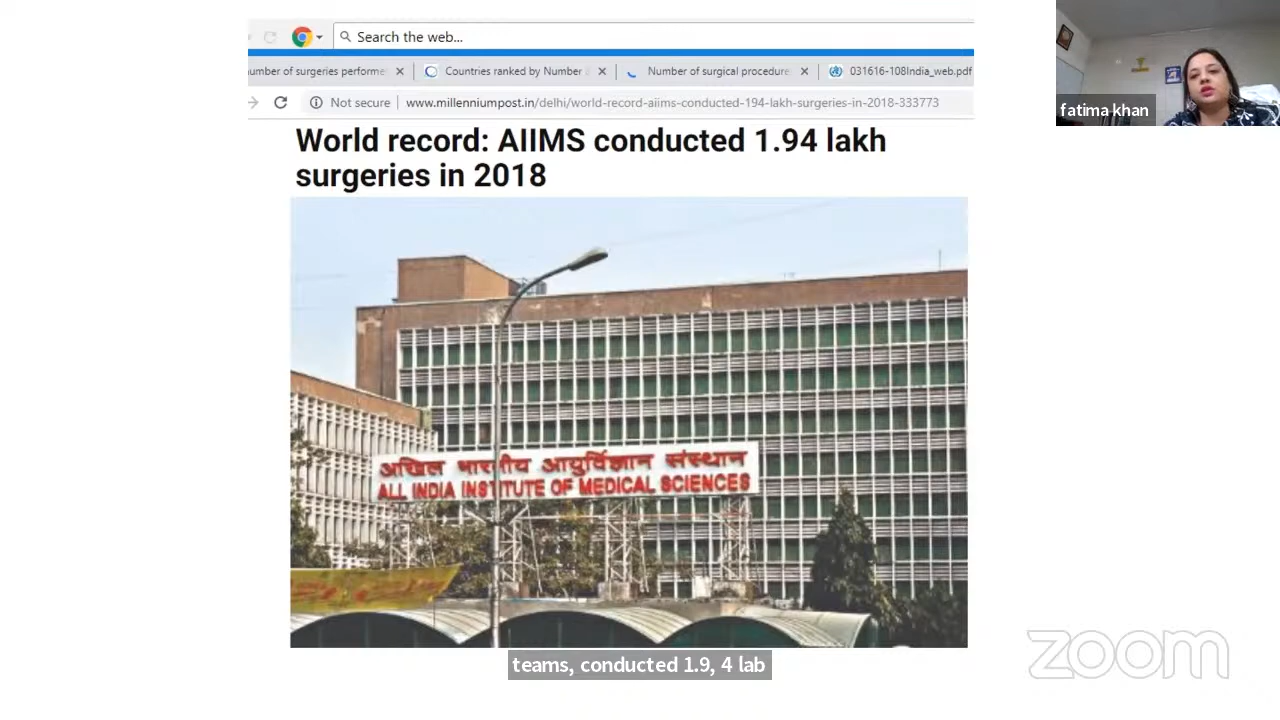 Search the web...
umber of surgeries performe
Countries ranked by Number
Number of surgical procedure
031616-108India_web.pdf
Not secure
www.millenniumpost.in/delhi/world-record-aiims-conducted-194-lakh-surgeries-in-2018-333773
fatima khan
World record: AIIMS conducted 1.94 lakh
surgeries in 2018
अखिल भारतीय आयुर्विज्ञान संस्थान
ALL INDIA INSTITUTE OF MEDICAL SCIENCES
teams, conducted 1.9, 4 lab
zoom